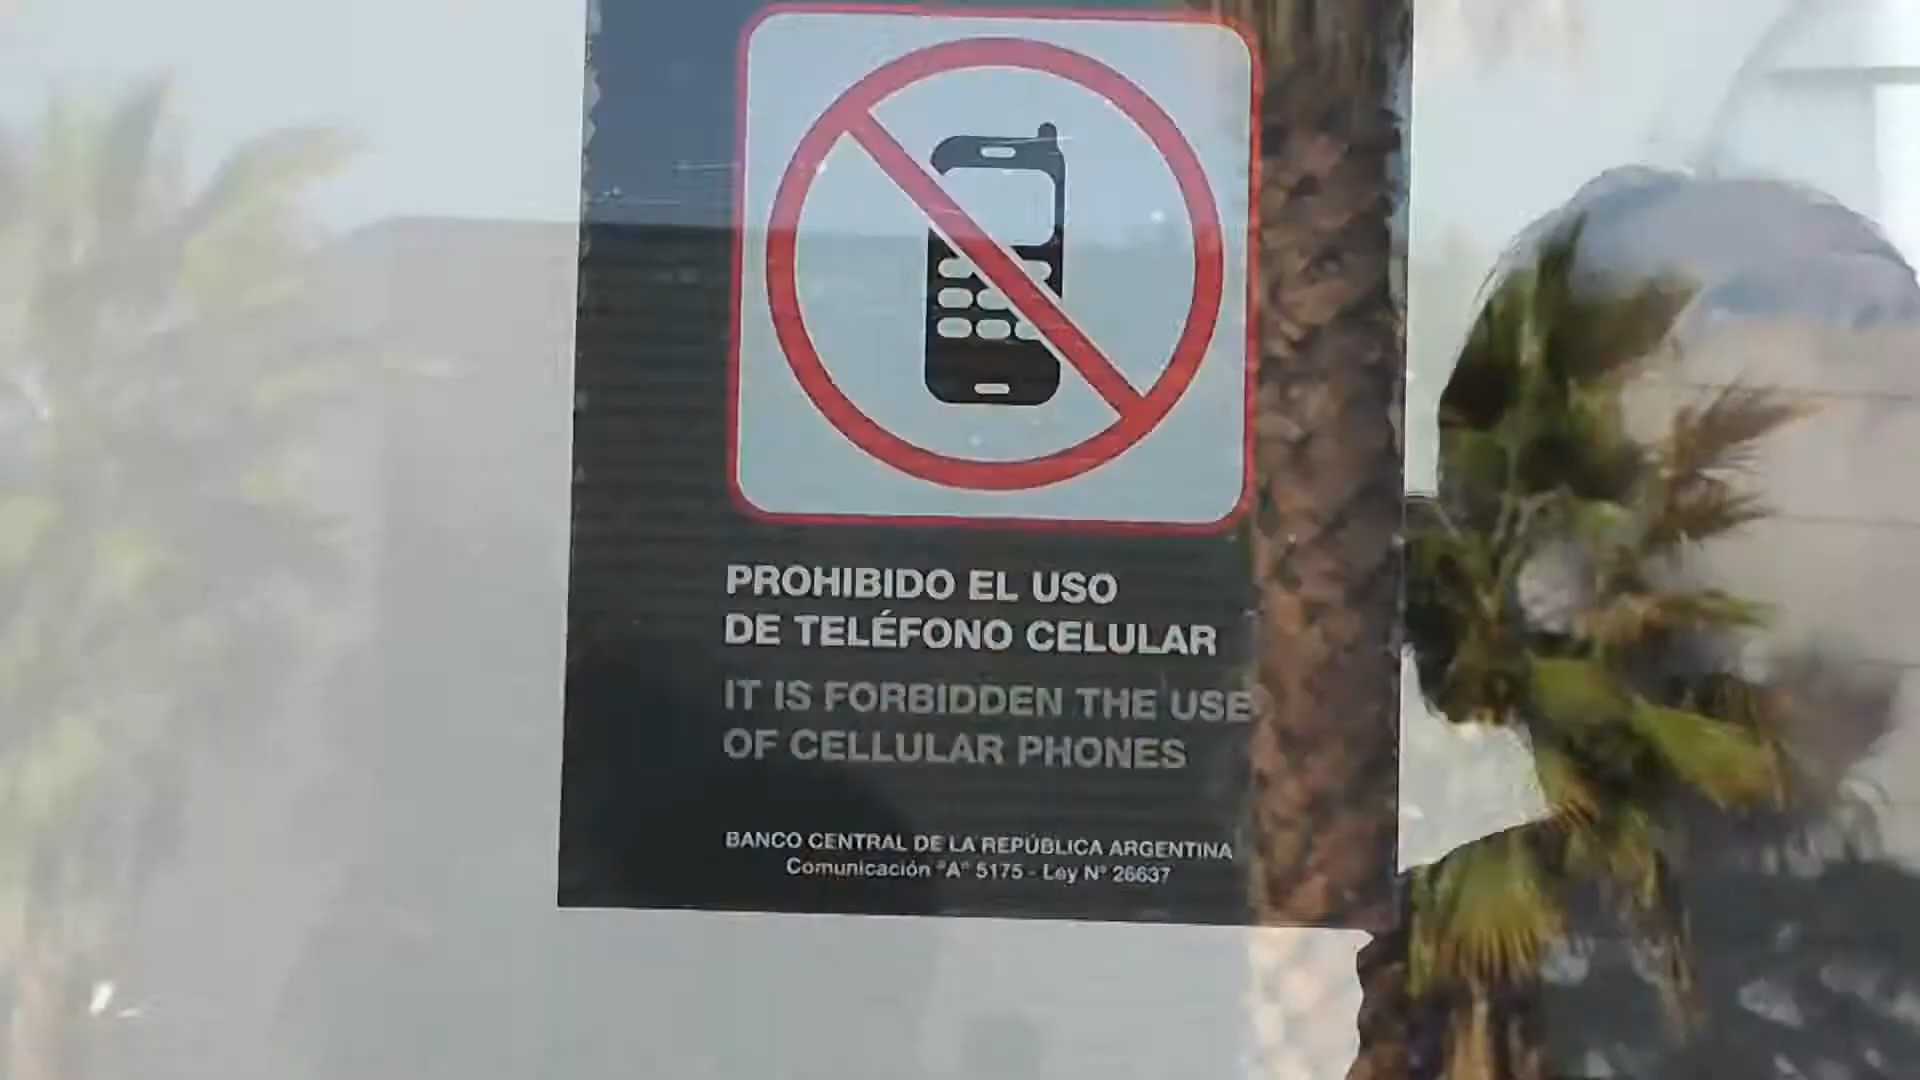 PROHIBIDO EL USO
DE TELÉFONO CELULAR
IT IS FORBIDDEN THE USE
OF CELLULAR PHONES
BANCO CENTRAL DE LA REPÚBLICA ARGENTINA
Comunicación "A" 5175 - Ley Nº 26637